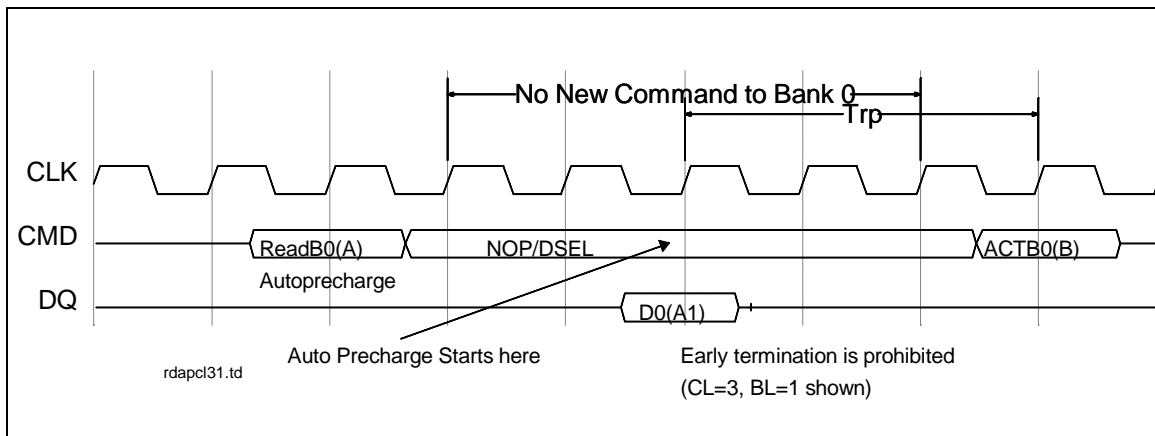 No New Command to Bank 0
Trp
CLK
CMD
ReadB0(A)
NOP/DSEL
ACTB0(B)
Autoprecharge
DQ
D0(A1)
Auto Precharge Starts here
Early termination is prohibited
(CL=3, BL=1 shown)
rdapcl31.td